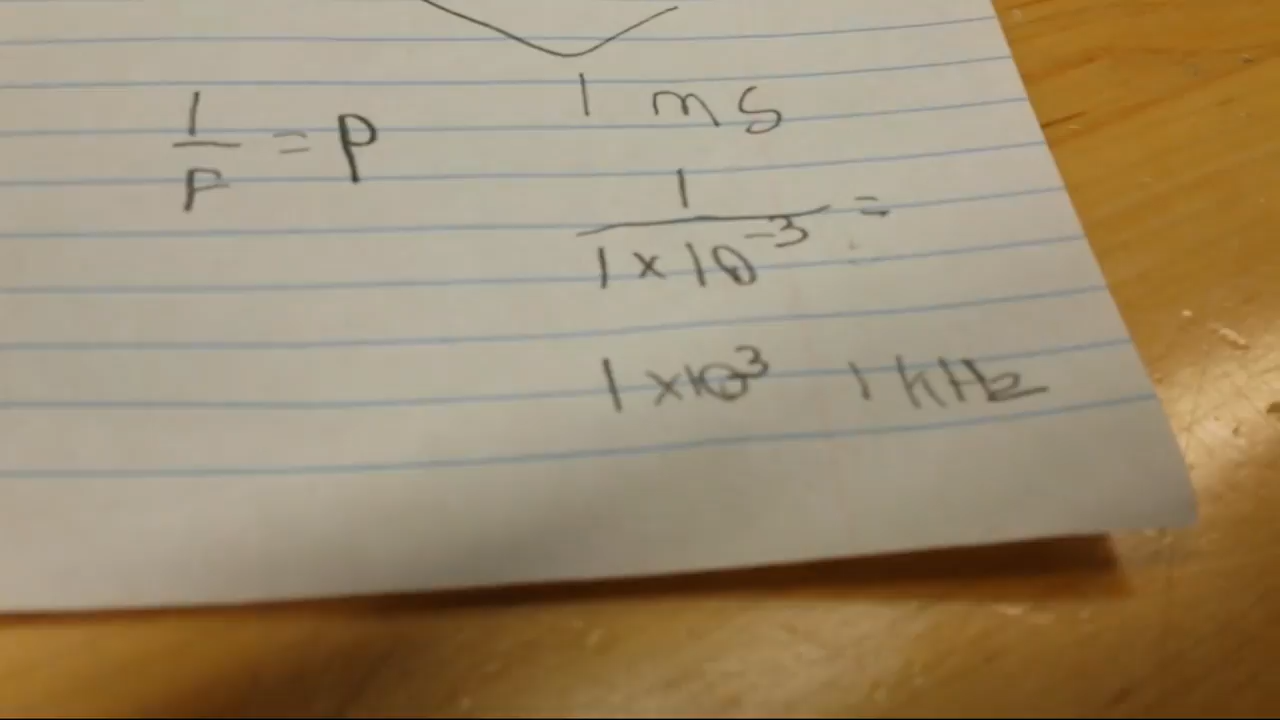 1/P = P
1 ms
1/1 x 10⁻³ =
1 x 10³ 1 kHz